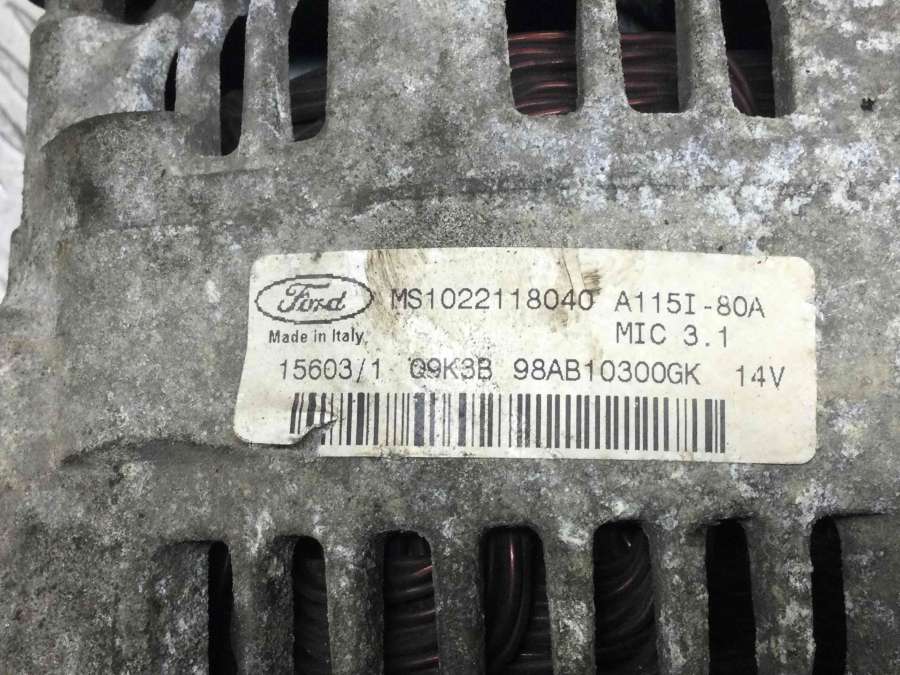 Ford MS1022118040 A115I-80A
Made in Italy MIC 3.1
15603/1 Q9K3B 98AB10300GK 14V